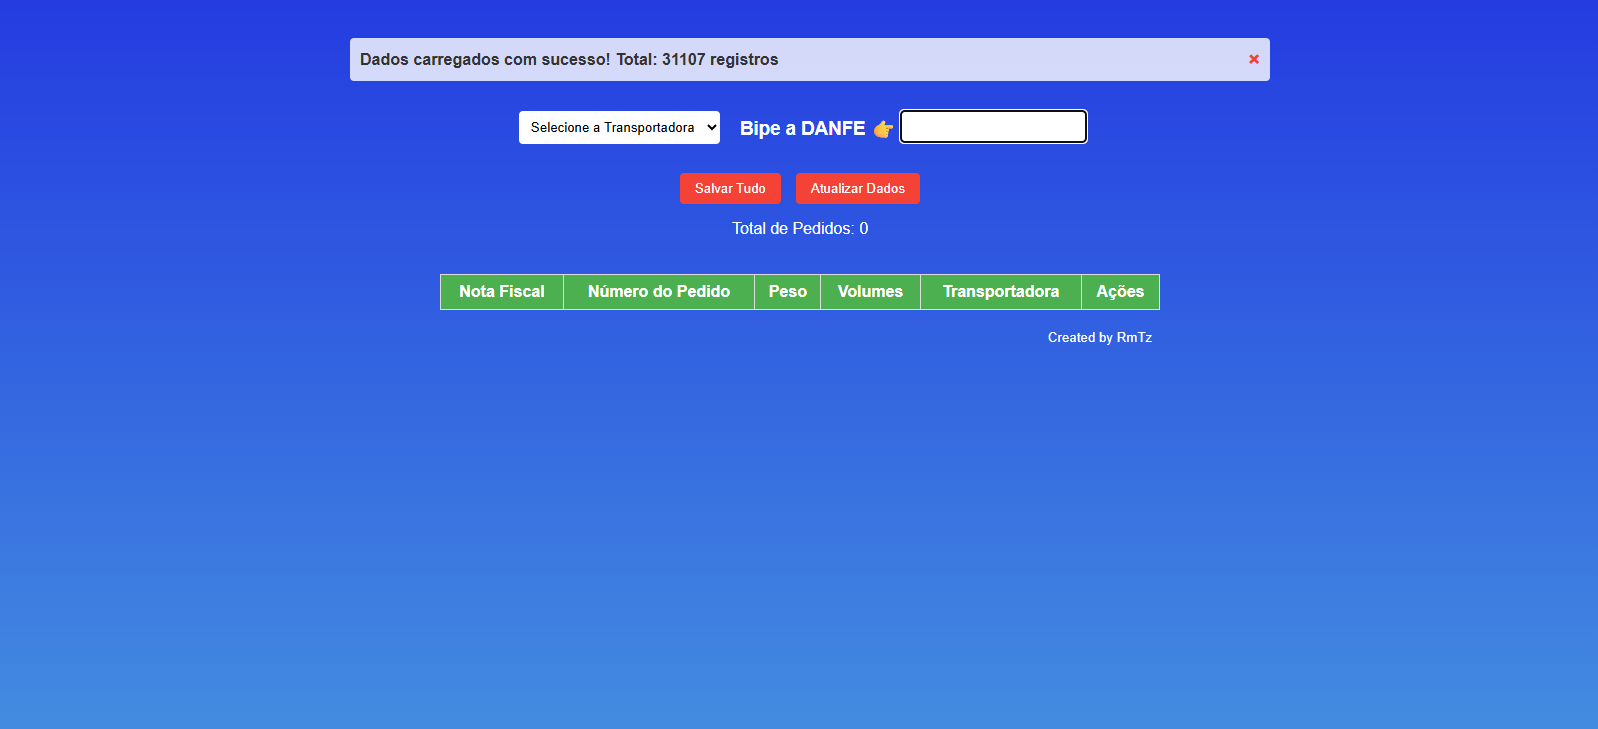 Dados carregados com sucesso! Total: 31107 registros
Selecione a Transportadora
Bipe a DANFE 👉
Salvar Tudo
Atualizar Dados
Total de Pedidos: 0
Nota Fiscal Número do Pedido Peso Volumes Transportadora Ações
Created by RmTz